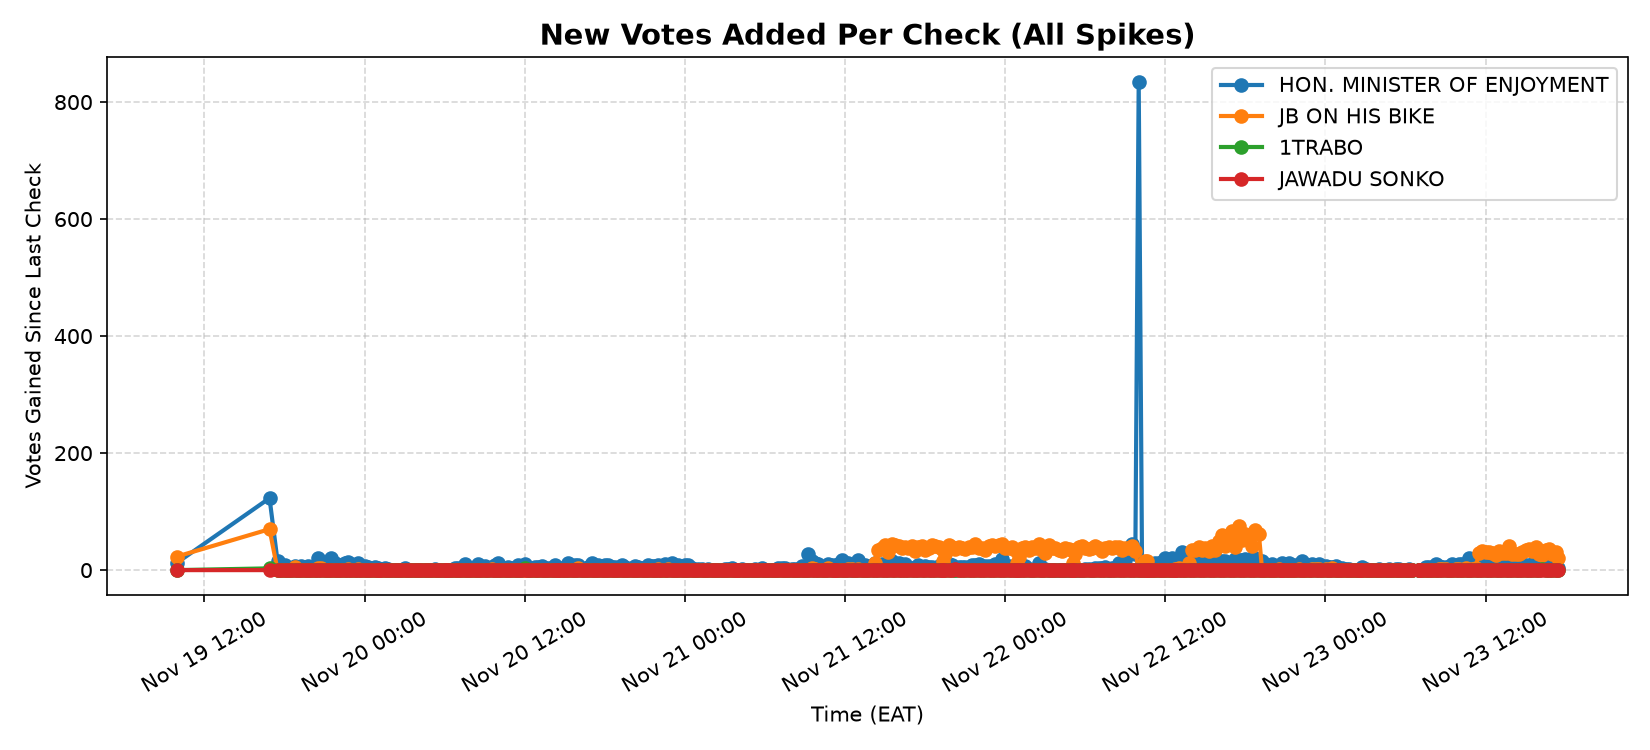 New Votes Added Per Check (All Spikes)
HON. MINISTER OF ENJOYMENT
JB ON HIS BIKE
1TRABO
JAWADU SONKO
Votes Gained Since Last Check
800
600
400
200
0
Nov 19 12:00
Nov 20 00:00
Nov 20 12:00
Nov 21 00:00
Nov 21 12:00
Nov 22 00:00
Nov 22 12:00
Nov 23 00:00
Nov 23 12:00
Time (EAT)